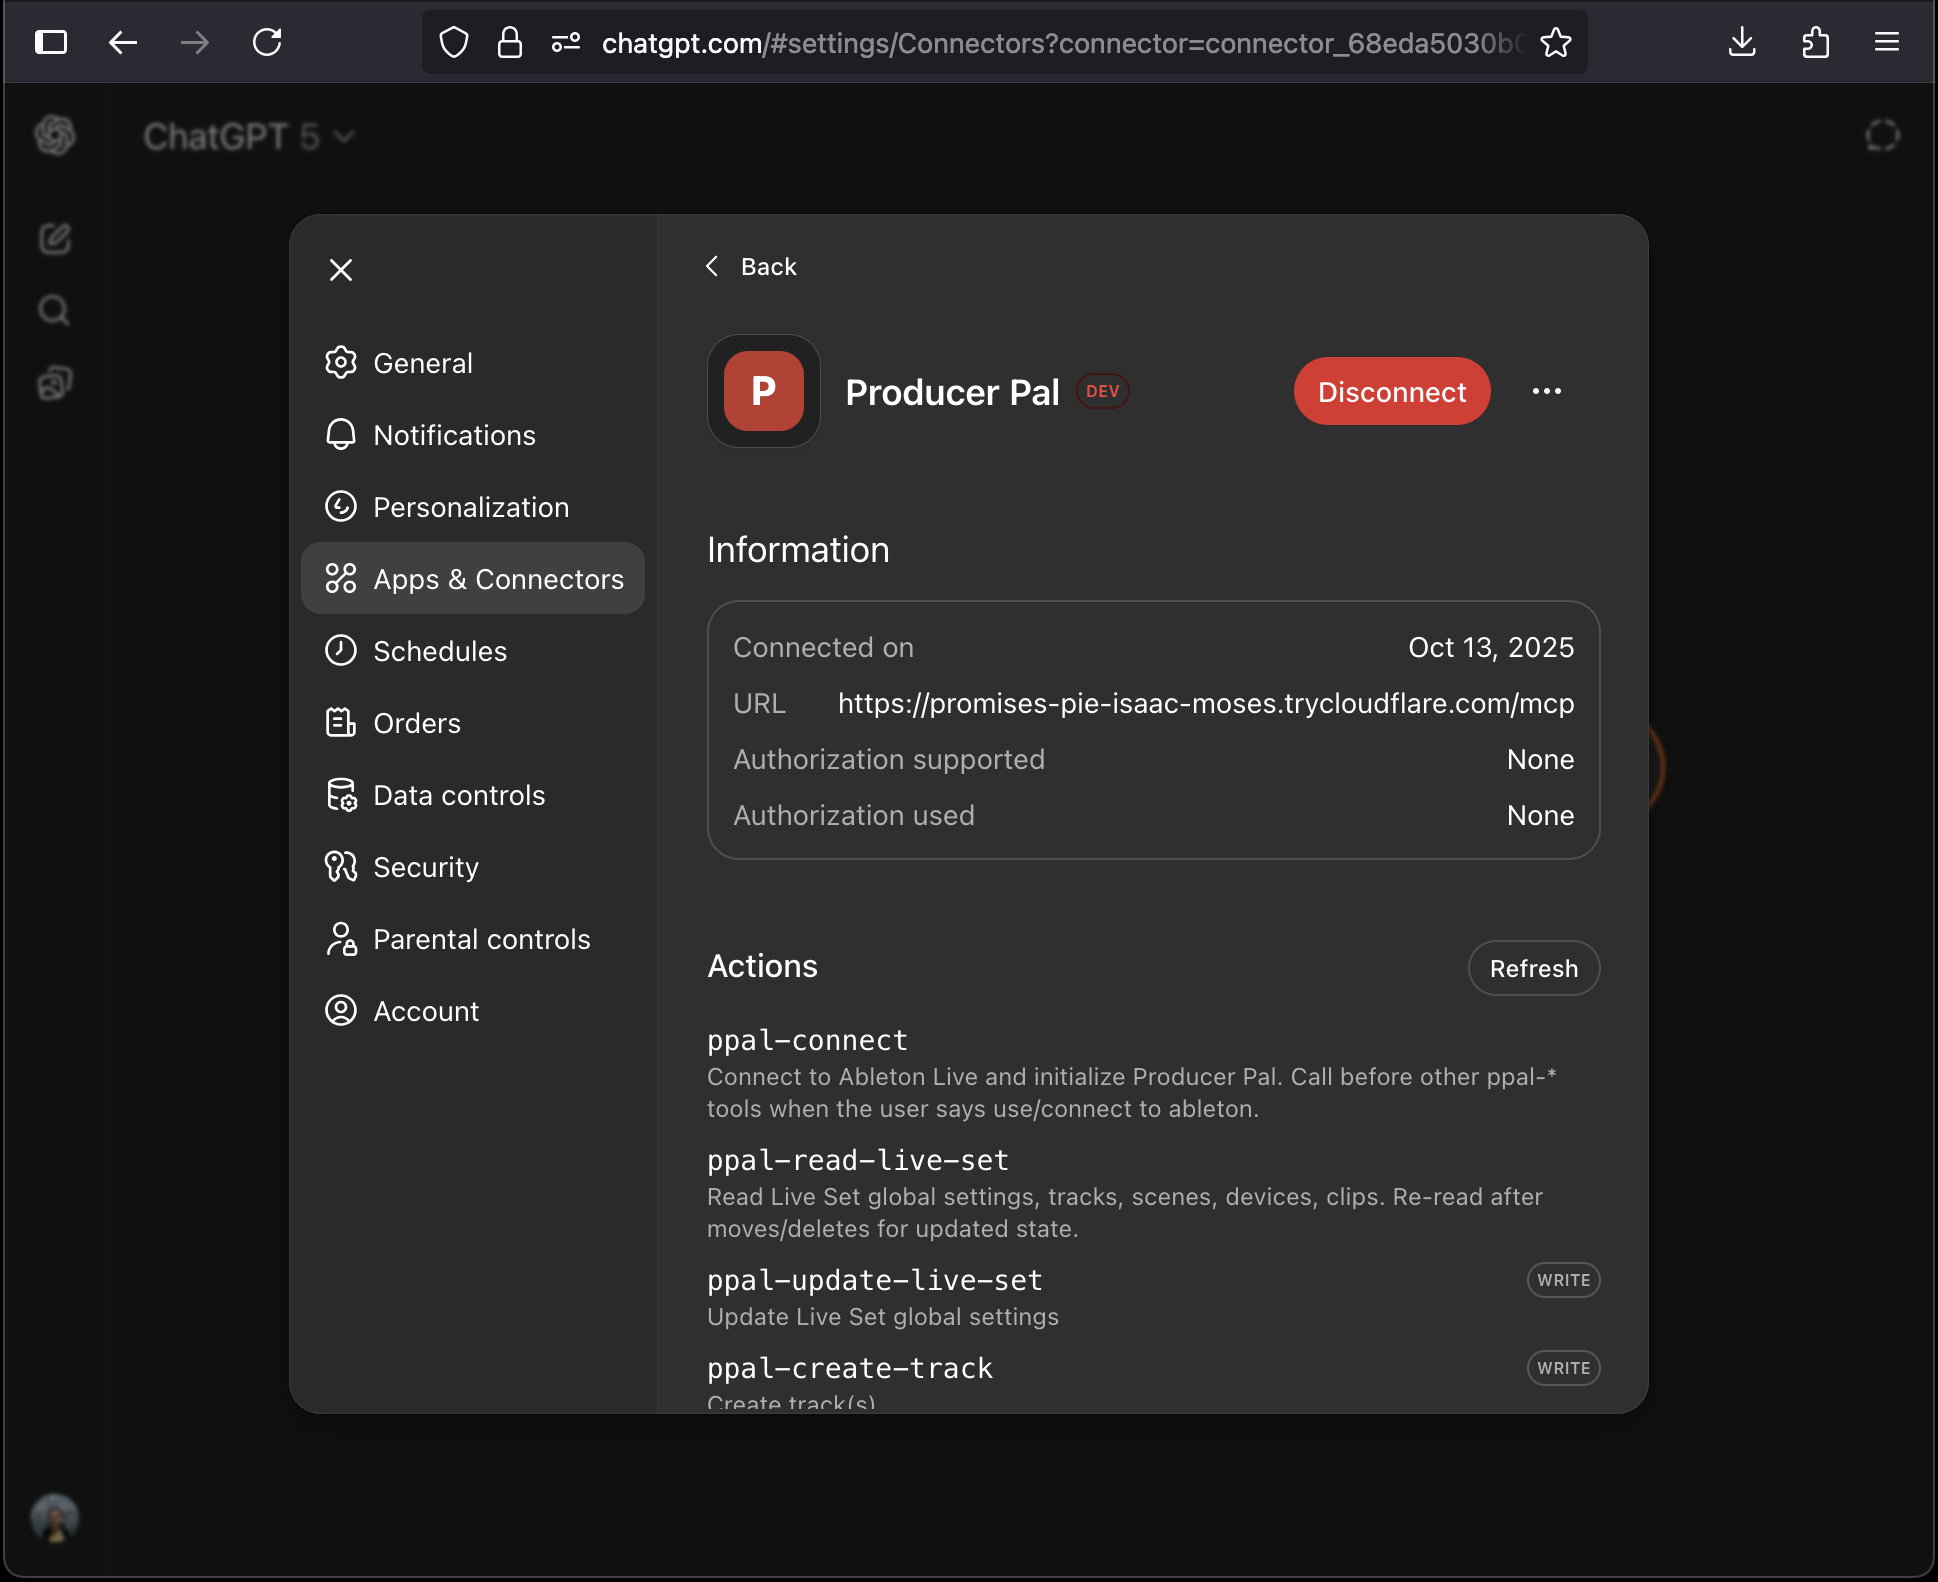 chatgpt.com/#settings/Connectors?connector=connector_68eda5030b
ChatGPT 5
Back
General
Notifications
Personalization
Apps & Connectors
Schedules
Orders
Data controls
Security
Parental controls
Account
P
Producer Pal
DEV
Disconnect
Information
Connected on
Oct 13, 2025
URL
https://promises-pie-isaac-moses.trycloudflare.com/mcp
Authorization supported
None
Authorization used
None
Actions
Refresh
ppal-connect
Connect to Ableton Live and initialize Producer Pal. Call before other ppal-*
tools when the user says use/connect to ableton.
ppal-read-live-set
Read Live Set global settings, tracks, scenes, devices, clips. Re-read after
moves/deletes for updated state.
ppal-update-live-set
WRITE
Update Live Set global settings
ppal-create-track
WRITE
Create track(s)